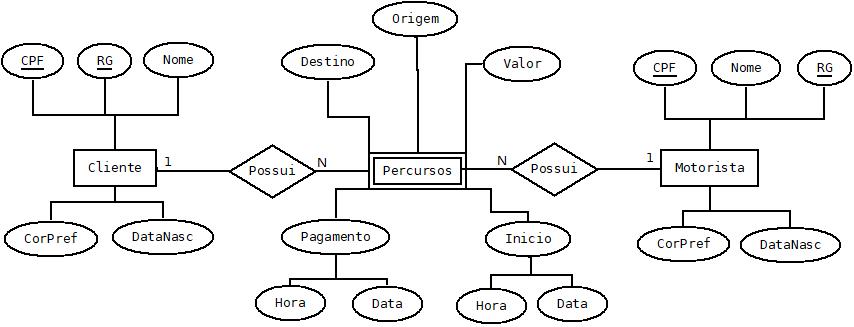 Origem
CPF
RG
Nome
Destino
Valor
CPF
Nome
RG
Cliente
1
Possui
N
Percursos
N
Possui
1
Motorista
CorPref
DataNasc
Pagamento
Inicio
CorPref
DataNasc
Hora
Data
Hora
Data